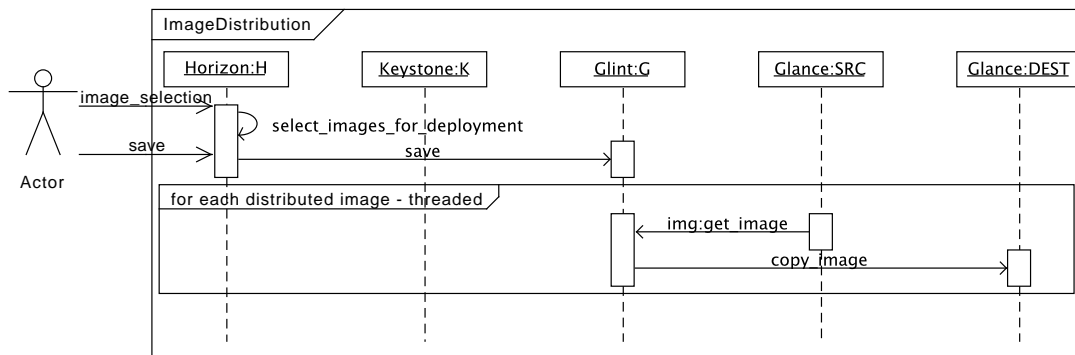 ImageDistribution
Horizon:H
Keystone:K
Glint:G
Glance:SRC
Glance:DEST
image_selection
select_images_for_deployment
save
save
Actor
for each distributed image - threaded
img:get_image
copy_image